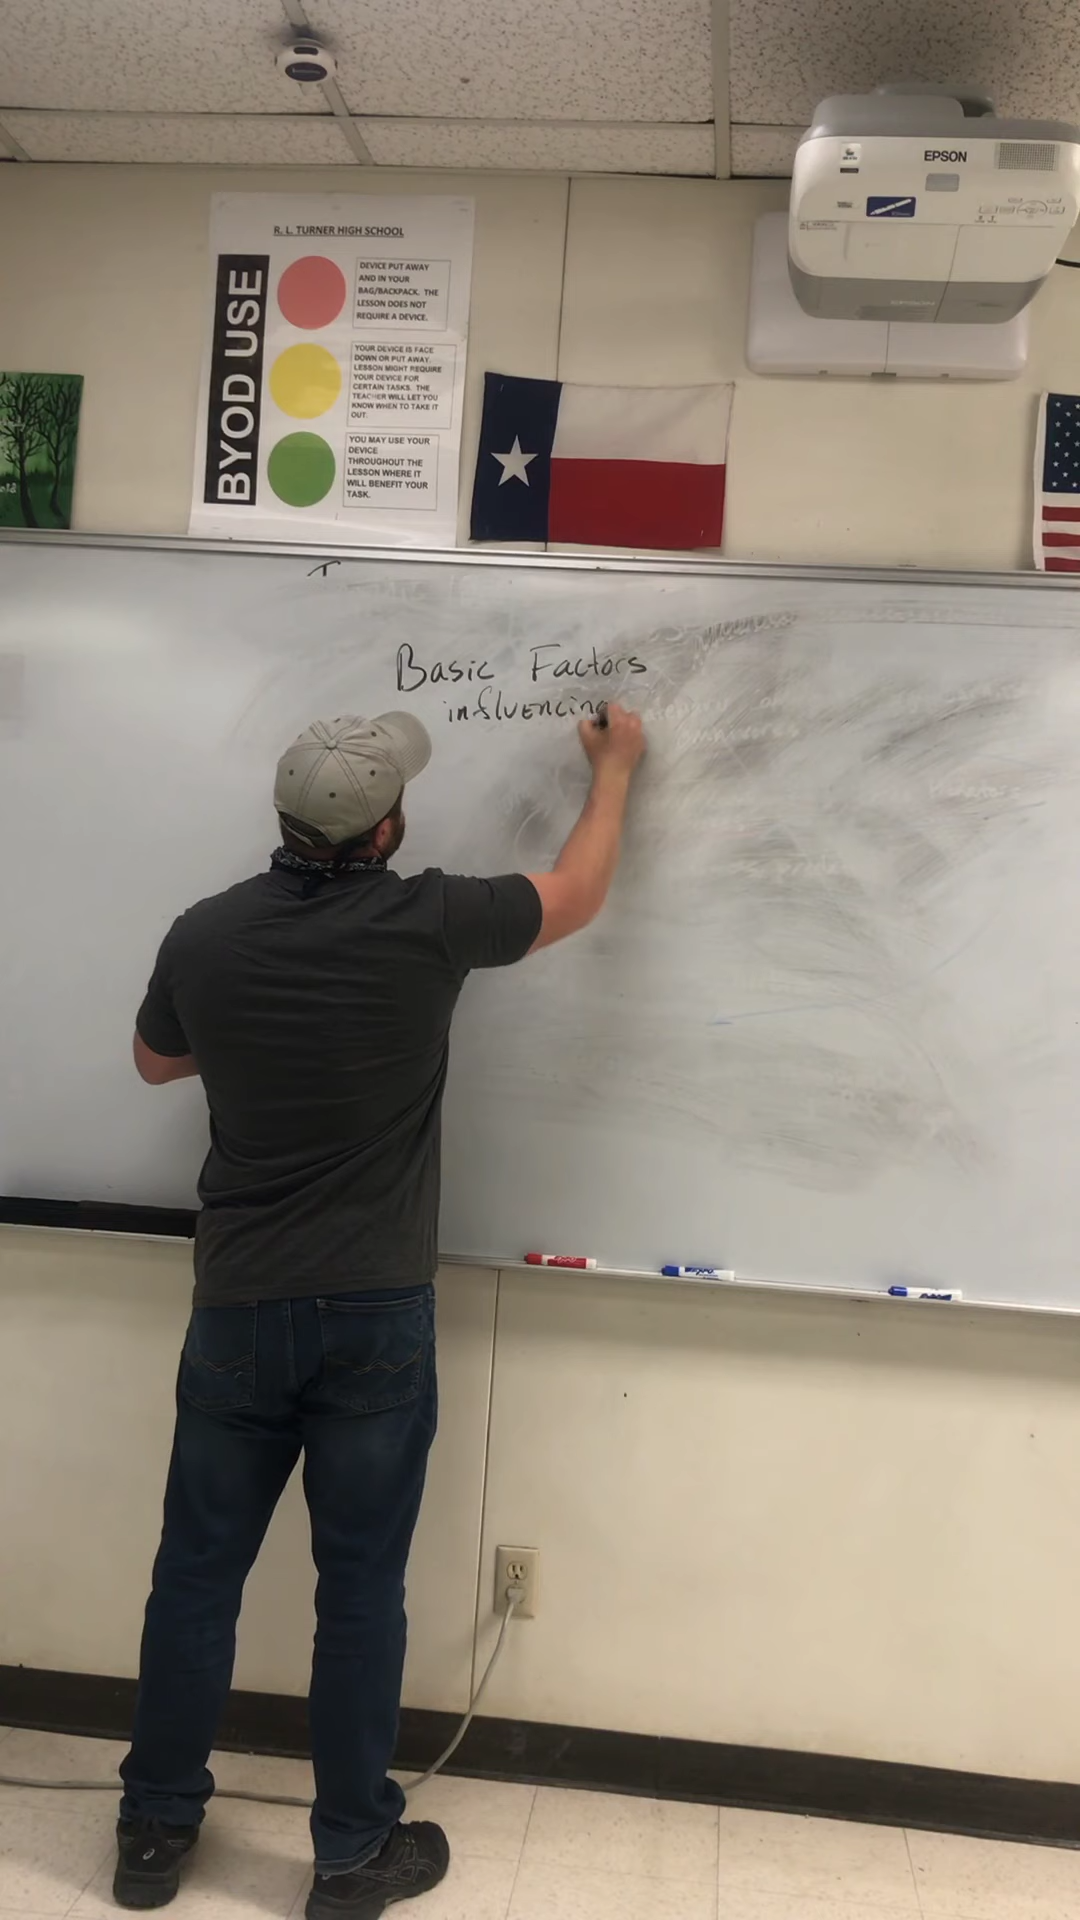 EPSON
R. L. TURNER HIGH SCHOOL
BYOD USE
DEVICE PUT AWAY
AND IN YOUR
BAG/BACKPACK. THE
LESSON DOES NOT
REQUIRE A DEVICE.
YOUR DEVICE IS FACE
DOWN OR PUT AWAY.
LESSON MIGHT REQUIRE
YOUR DEVICE FOR
CERTAIN TASKS. THE
TEACHER WILL LET YOU
KNOW WHEN TO TAKE IT
OUT.
YOU MAY USE YOUR
DEVICE
THROUGHOUT THE
LESSON WHERE IT
WILL BENEFIT YOUR
TASK.
Basic Factors
influencing
omnivores